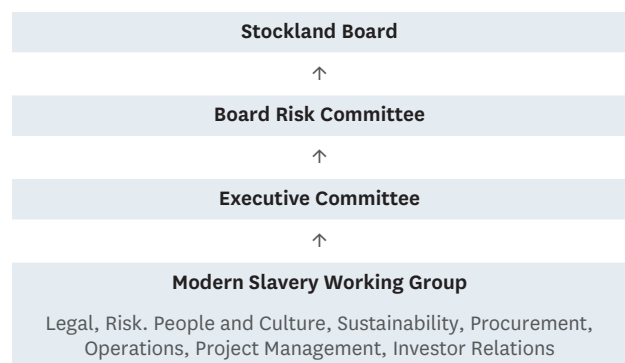 Stockland Board
↑
Board Risk Committee
↑
Executive Committee
↑
Modern Slavery Working Group
Legal, Risk. People and Culture, Sustainability, Procurement,
Operations, Project Management, Investor Relations